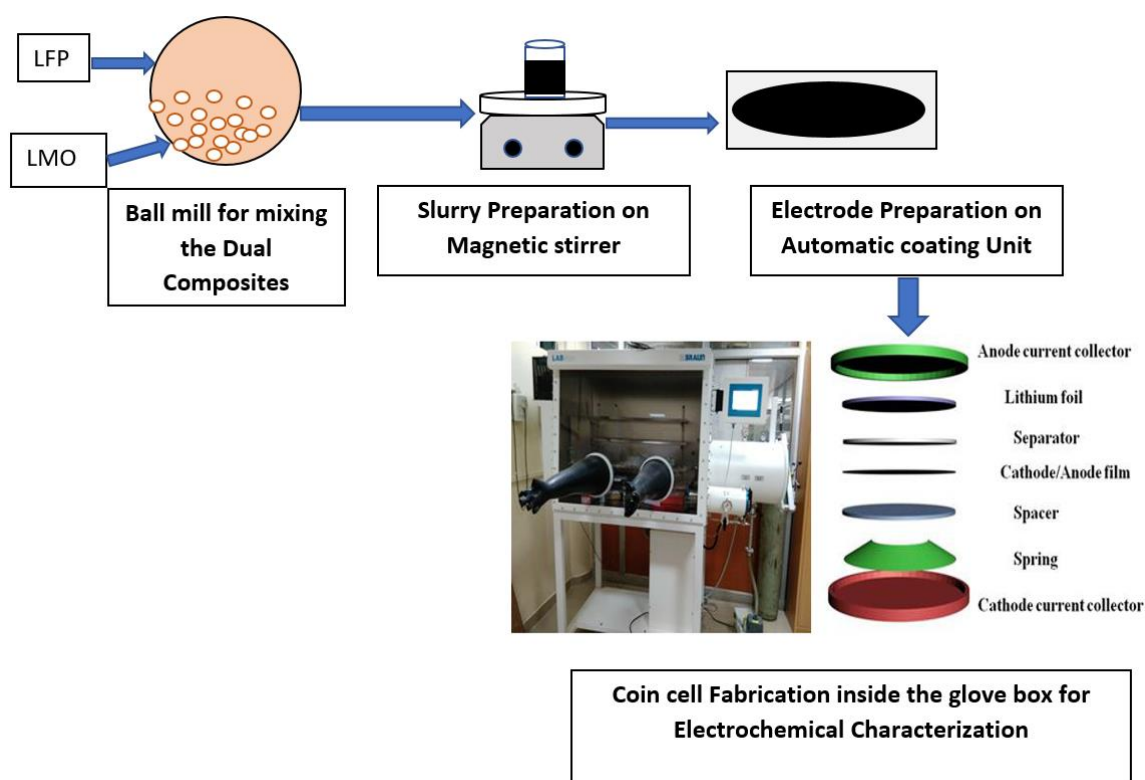 LFP
LMO
Ball mill for mixing
the Dual
Composites
Slurry Preparation on
Magnetic stirrer
Electrode Preparation on
Automatic coating Unit
LAB
BRAUN
Anode current collector
Lithium foil
Separator
Cathode/Anode film
Spacer
Spring
Cathode current collector
Coin cell Fabrication inside the glove box for
Electrochemical Characterization